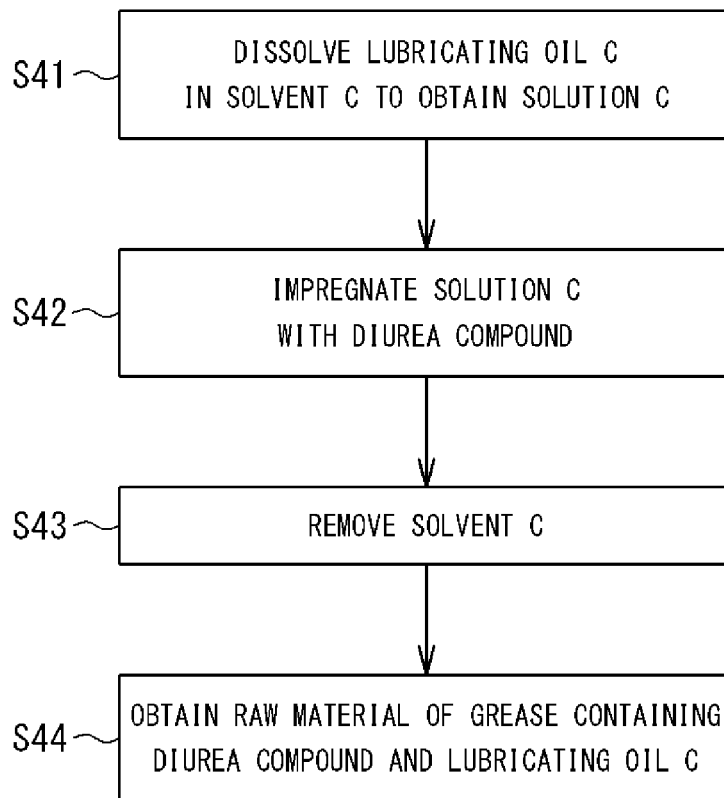 S41
DISSOLVE LUBRICATING OIL C
IN SOLVENT C TO OBTAIN SOLUTION C
S42
IMPREGNATE SOLUTION C
WITH DIUREA COMPOUND
S43
REMOVE SOLVENT C
S44
OBTAIN RAW MATERIAL OF GREASE CONTAINING
DIUREA COMPOUND AND LUBRICATING OIL C